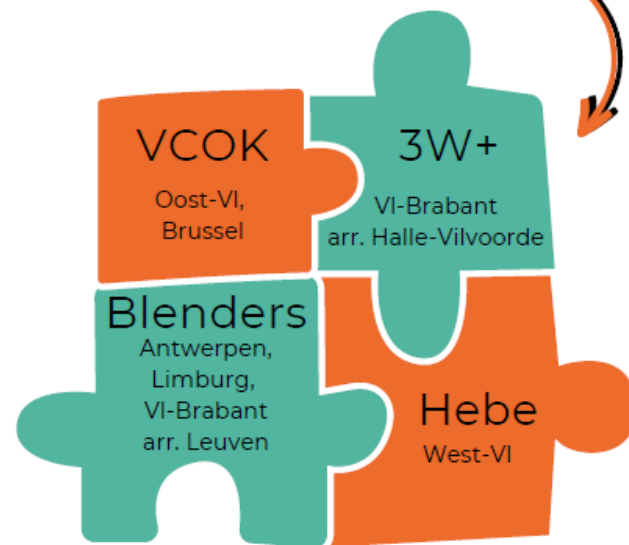 VCOK
Oost-Vl,
Brussel
3W+
Vl-Brabant
arr. Halle-Vilvoorde
Blenders
Antwerpen,
Limburg,
Vl-Brabant
arr. Leuven
Hebe
West-Vl